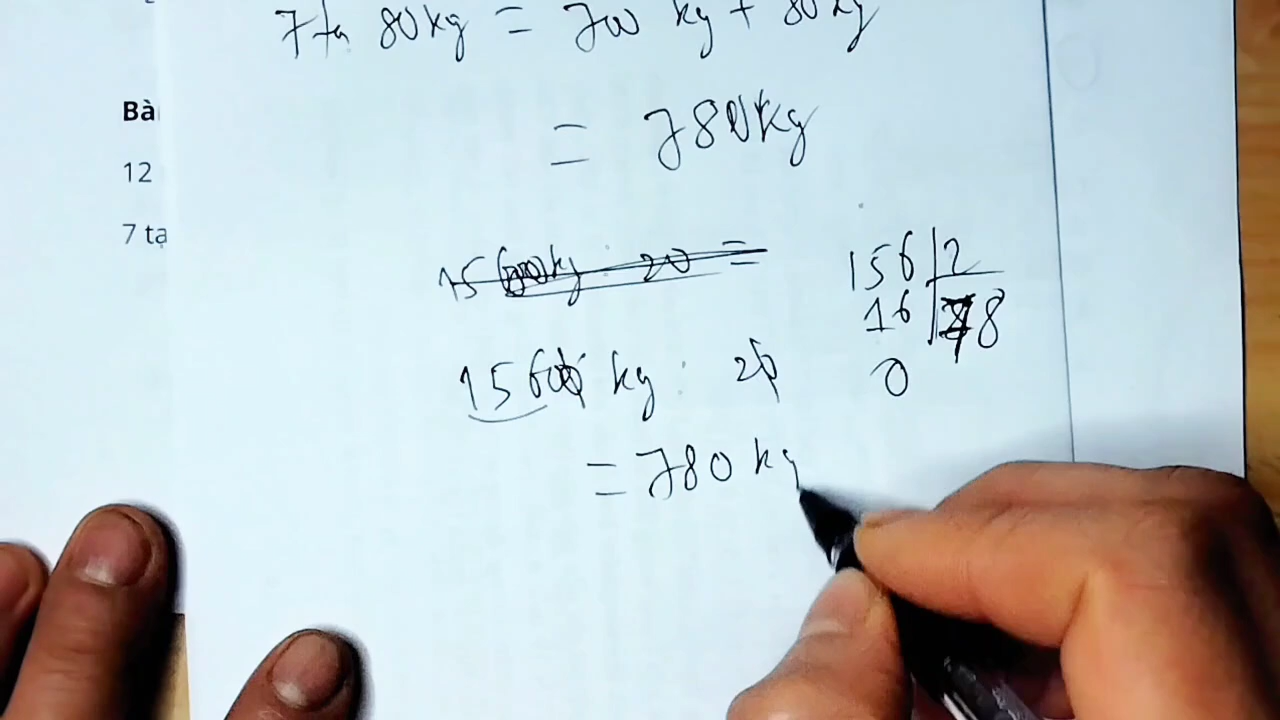 7 tạ 80 kg = 700 kg + 80 kg
= 780 kg
Bà
12
7 tạ
15600 kg : 20 =
156 2
16 78
0
15600 kg : 20
= 780 kg